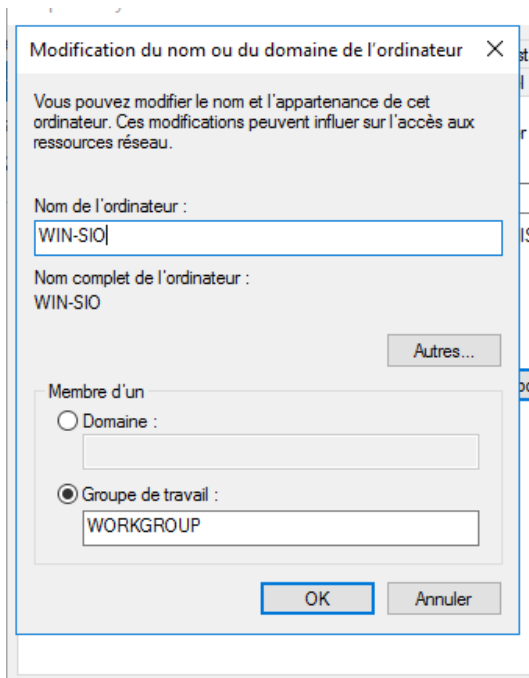 Modification du nom ou du domaine de l'ordinateur
Vous pouvez modifier le nom et l'appartenance de cet
ordinateur. Ces modifications peuvent influer sur l'accès aux
ressources réseau.
Nom de l'ordinateur :
WIN-SIO
Nom complet de l'ordinateur :
WIN-SIO
Autres...
Membre d'un
Domaine :
Groupe de travail :
WORKGROUP
OK
Annuler